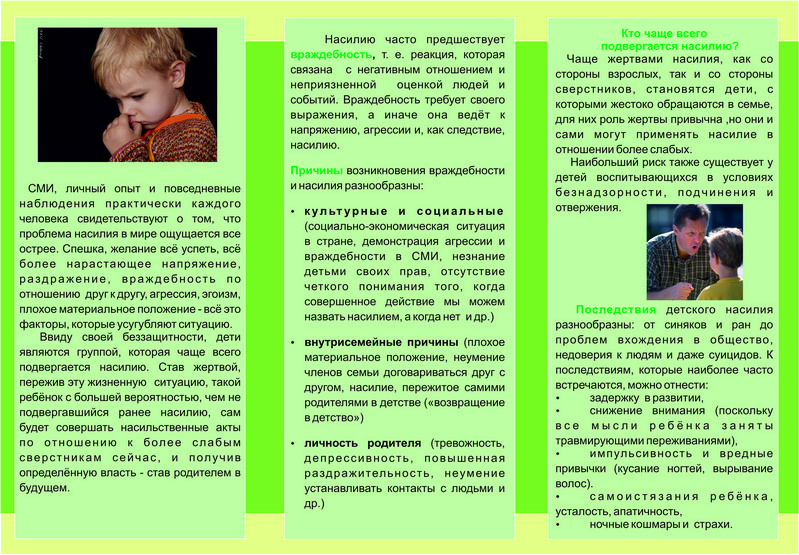 СМИ, личный опыт и повседневные
наблюдения практически каждого
человека свидетельствуют о том, что
проблема насилия в мире ощущается все
острее. Спешка, желание всё успеть, всё
более нарастающее напряжение,
раздражение, враждебность по
отношению друг к другу, агрессия, эгоизм,
плохое материальное положение - всё это
факторы, которые усугубляют ситуацию.
Ввиду своей беззащитности, дети
являются группой, которая чаще всего
подвергается насилию. Став жертвой,
пережив эту жизненную ситуацию, такой
ребёнок с большей вероятностью, чем не
подвергавшийся ранее насилию, сам
будет совершать насильственные акты
по отношению к более слабым
сверстникам сейчас, и получив
определённую власть - став родителем в
будущем.
Насилию часто предшествует
враждебность, т. е. реакция, которая
связана с негативным отношением и
неприязненной оценкой людей и
событий. Враждебность требует своего
выражения, а иначе она ведёт к
напряжению, агрессии и, как следствие,
насилию.
Причины возникновения враждебности
и насилия разнообразны:
• культурные и социальные
(социально-экономическая ситуация
в стране, демонстрация агрессии и
враждебности в СМИ, незнание
детьми своих прав, отсутствие
четкого понимания того, когда
совершенное действие мы можем
назвать насилием, а когда нет и др.)
• внутрисемейные причины (плохое
материальное положение, неумение
членов семьи договариваться друг с
другом, насилие, пережитое самими
родителями в детстве («возвращение
в детство»)
• личность родителя (тревожность,
депрессивность, повышенная
раздражительность, неумение
устанавливать контакты с людьми и
др.)
Кто чаще всего
подвергается насилию?
Чаще жертвами насилия, как со
стороны взрослых, так и со стороны
сверстников, становятся дети, с
которыми жестоко обращаются в семье,
для них роль жертвы привычна ,но они и
сами могут применять насилие в
отношении более слабых.
Наибольший риск также существует у
детей воспитывающихся в условиях
безнадзорности, подчинения и
отвержения.
Последствия детского насилия
разнообразны: от синяков и ран до
проблем вхождения в общество,
недоверия к людям и даже суицидов. К
последствиям, которые наиболее часто
встречаются, можно отнести:
• задержку в развитии,
• снижение внимания (поскольку
все мысли ребёнка заняты
травмирующими переживаниями),
• импульсивность и вредные
привычки (кусание ногтей, вырывание
волос).
• самоистязания ребёнка,
усталость, апатичность,
• ночные кошмары и страхи.